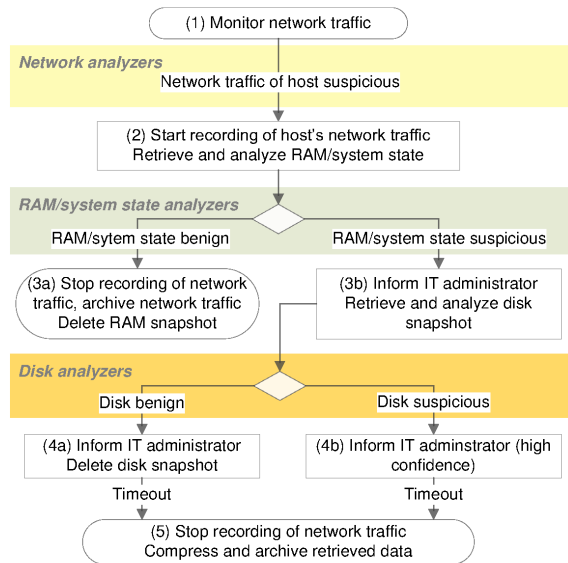 (1) Monitor network traffic
Network analyzers
Network traffic of host suspicious
(2) Start recording of host's network traffic
Retrieve and analyze RAM/system state
RAM/system state analyzers
RAM/sytem state benign
RAM/system state suspicious
(3a) Stop recording of network
traffic, archive network traffic
Delete RAM snapshot
(3b) Inform IT administrator
Retrieve and analyze disk
snapshot
Disk analyzers
Disk benign
Disk suspicious
(4a) Inform IT administrator
Delete disk snapshot
(4b) Inform IT adminstrator (high
confidence)
Timeout
Timeout
(5) Stop recording of network traffic
Compress and archive retrieved data